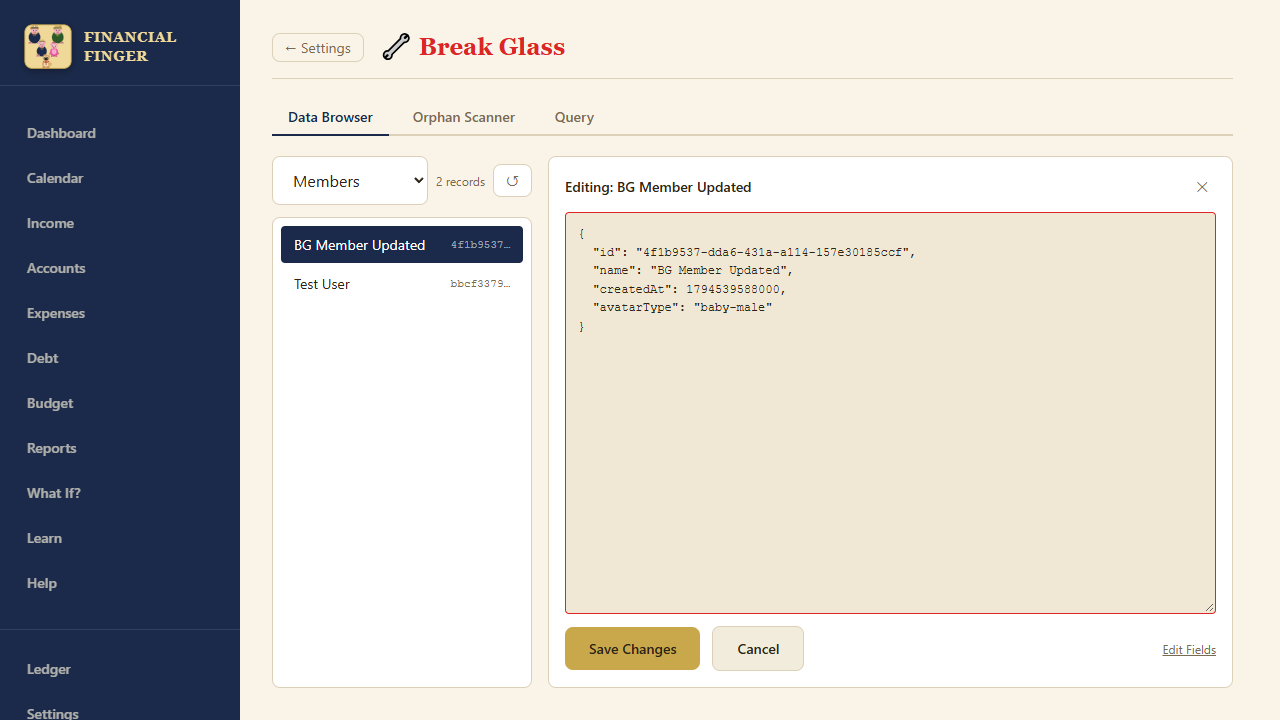 FINANCIAL
FINGER
Dashboard
Calendar
Income
Accounts
Expenses
Debt
Budget
Reports
What If?
Learn
Help
Ledger
Settings
← Settings
Break Glass
Data Browser
Orphan Scanner
Query
Members
2 records
↺
BG Member Updated 4f1b9537…
Test User bbcf3379…
Editing: BG Member Updated
{
  "id": "4f1b9537-dda6-431a-a114-157e30185ccf",
  "name": "BG Member Updated",
  "createdAt": 1794539588000,
  "avatarType": "baby-male"
}
Save Changes
Cancel
Edit Fields